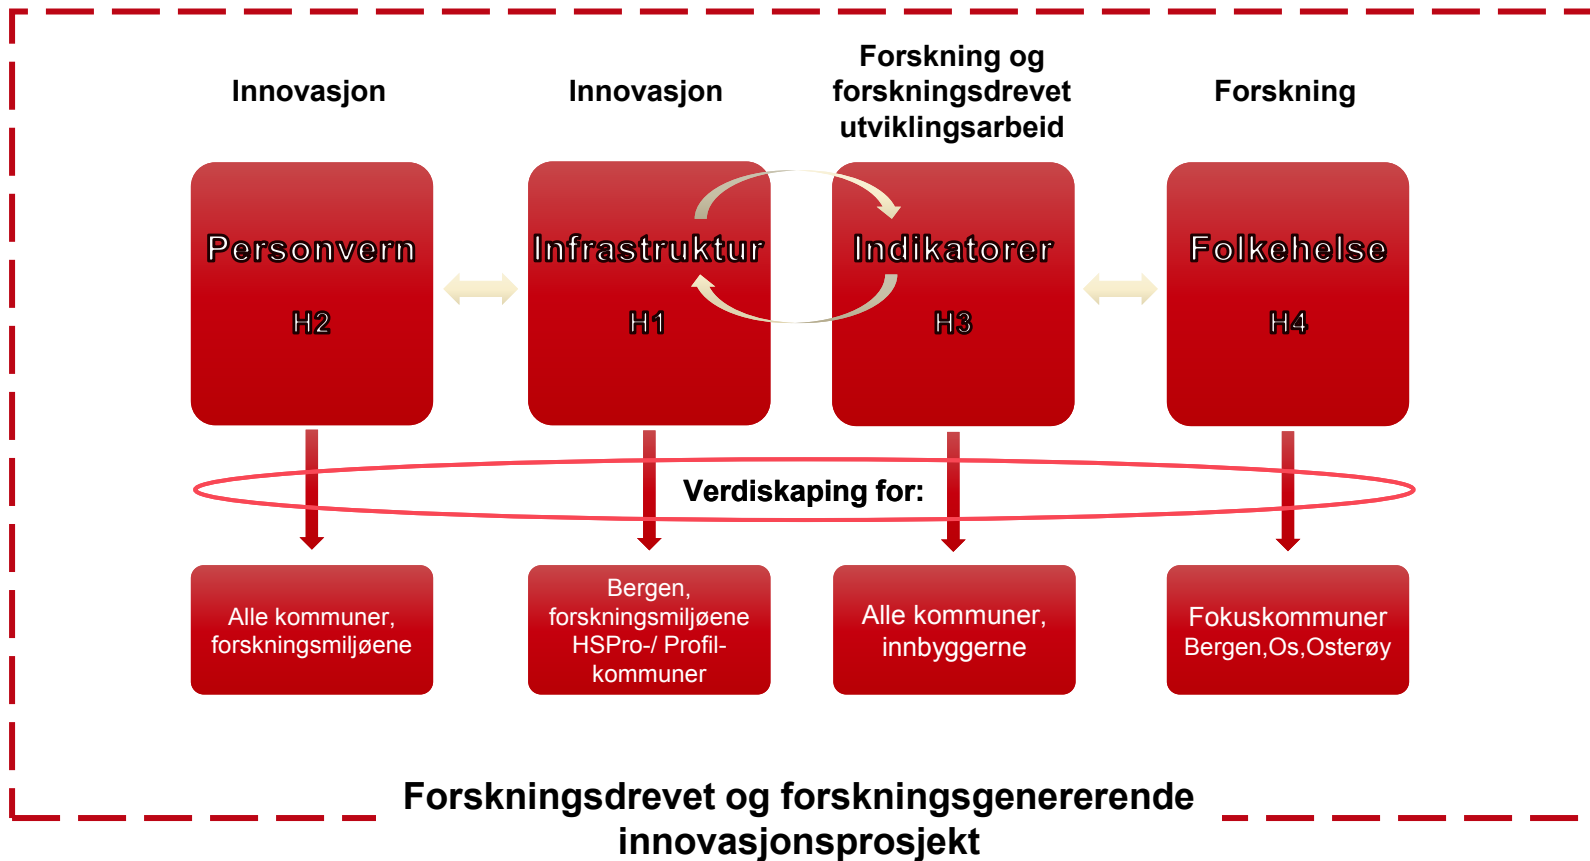 Innovasjon
Innovasjon
Forskning og
forskningsdrevet
utviklingsarbeid
Forskning
Personvern
H2
Infrastruktur
H1
Indikatorer
H3
Folkehelse
H4
Verdiskaping for:
Alle kommuner,
forskningsmiljøene
Bergen,
forskningsmiljøene
HSPro-/ Profil-
kommuner
Alle kommuner,
innbyggerne
Fokuskommuner
Bergen,Os,Osterøy
Forskningsdrevet og forskningsgenererende
innovasjonsprosjekt